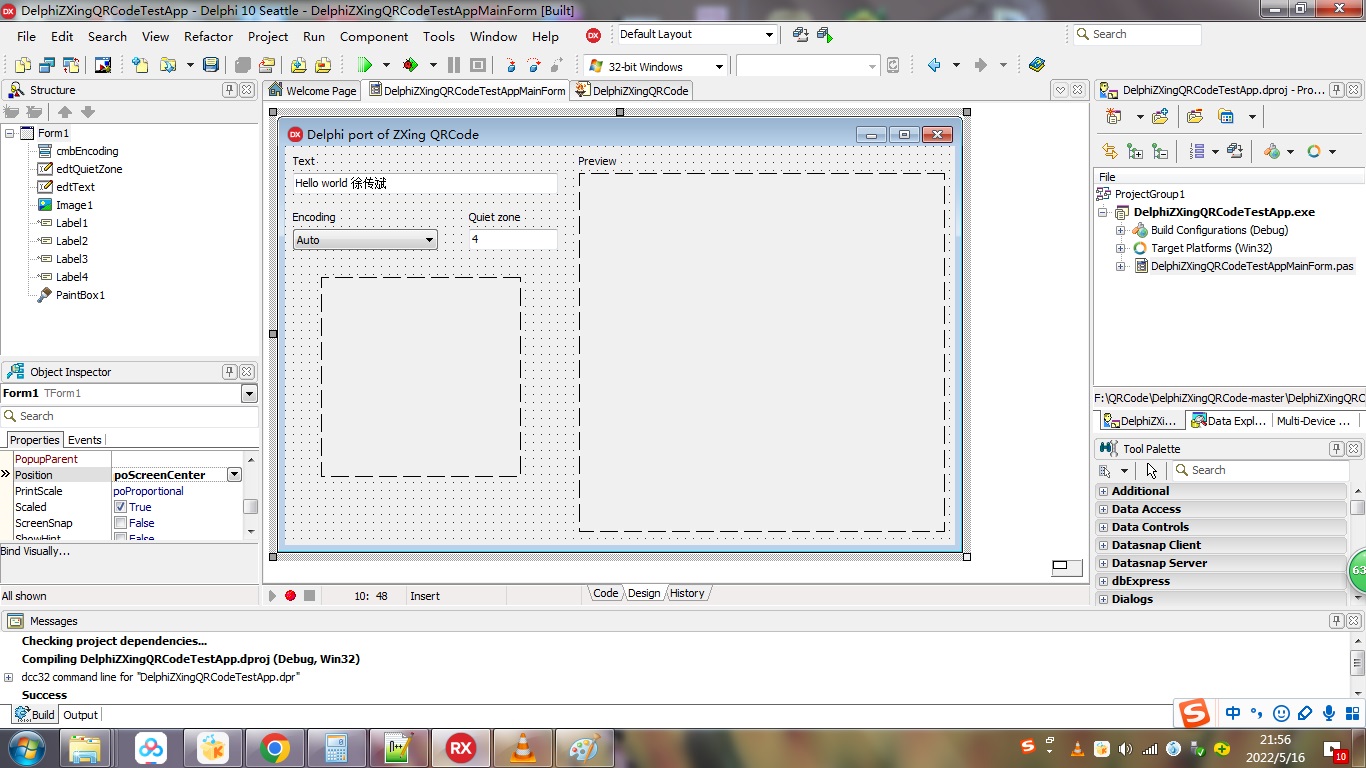 DelphiZXingQRCodeTestApp - Delphi 10 Seattle - DelphiZXingQRCodeTestAppMainForm [Built]
File Edit Search View Refactor Project Run Component Tools Window Help DX Default Layout Search
32-bit Windows
Structure
Form1
cmbEncoding
edtQuietZone
edtText
Image1
Label1
Label2
Label3
Label4
PaintBox1
Object Inspector
Form1 TForm1
Search
Properties Events
PopupParent
Position poScreenCenter
PrintScale poProportional
Scaled True
ScreenSnap False
ShowHint False
Bind Visually...
All shown
Welcome Page DelphiZXingQRCodeTestAppMainForm DelphiZXingQRCode
DX Delphi port of ZXing QRCode
Text
Hello world 徐传
Encoding Quiet zone
Auto 4
Preview
10: 48 Insert
Code Design History
DelphiZXingQRCodeTestApp.dproj - Pro...
File
ProjectGroup1
DelphiZXingQRCodeTestApp.exe
Build Configurations (Debug)
Target Platforms (Win32)
DelphiZXingQRCodeTestAppMainForm.pas
F:\QRCode\DelphiZXingQRCode-master\DelphiZXingQRC
DelphiZXi... Data Expl... Multi-Device ...
Tool Palette
Search
Additional
Data Access
Data Controls
Datasnap Client
Datasnap Server
dbExpress
Dialogs
63
Messages
Checking project dependencies...
Compiling DelphiZXingQRCodeTestApp.dproj (Debug, Win32)
dcc32 command line for "DelphiZXingQRCodeTestApp.dpr"
Success
Build Output
S 中
N++ RX S
21:56
2022/5/16
10